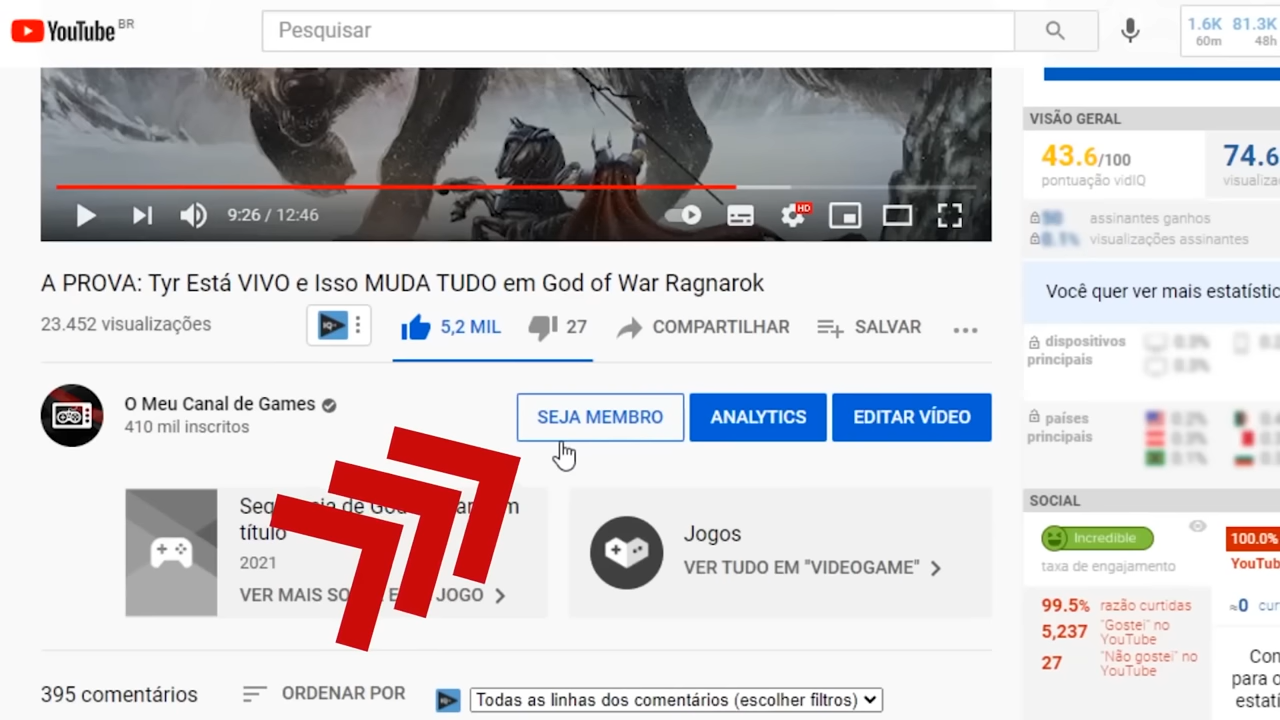 YouTube BR
Pesquisar
1.6K 81.3K
60m 48h
9:26 / 12:46
HD
A PROVA: Tyr Está VIVO e Isso MUDA TUDO em God of War Ragnarok
23.452 visualizações
5,2 MIL
27
COMPARTILHAR
SALVAR
O Meu Canal de Games
410 mil inscritos
SEJA MEMBRO
ANALYTICS
EDITAR VÍDEO
título
2021
VER MAIS
JOGO
Jogos
VER TUDO EM "VIDEOGAME"
395 comentários
ORDENAR POR
Todas as linhas dos comentários (escolher filtros)
VISÃO GERAL
43.6/100
pontuação vidIQ
74.6
assinantes ganhos
visualizações assinantes
Você quer ver mais
dispositivos
principais
países
principais
SOCIAL
Incredible
taxa de engajamento
100.0%
99.5% razão curtidas
5,237 "Gostei" no
YouTube
27 "Não gostei" no
YouTube
≈0
para